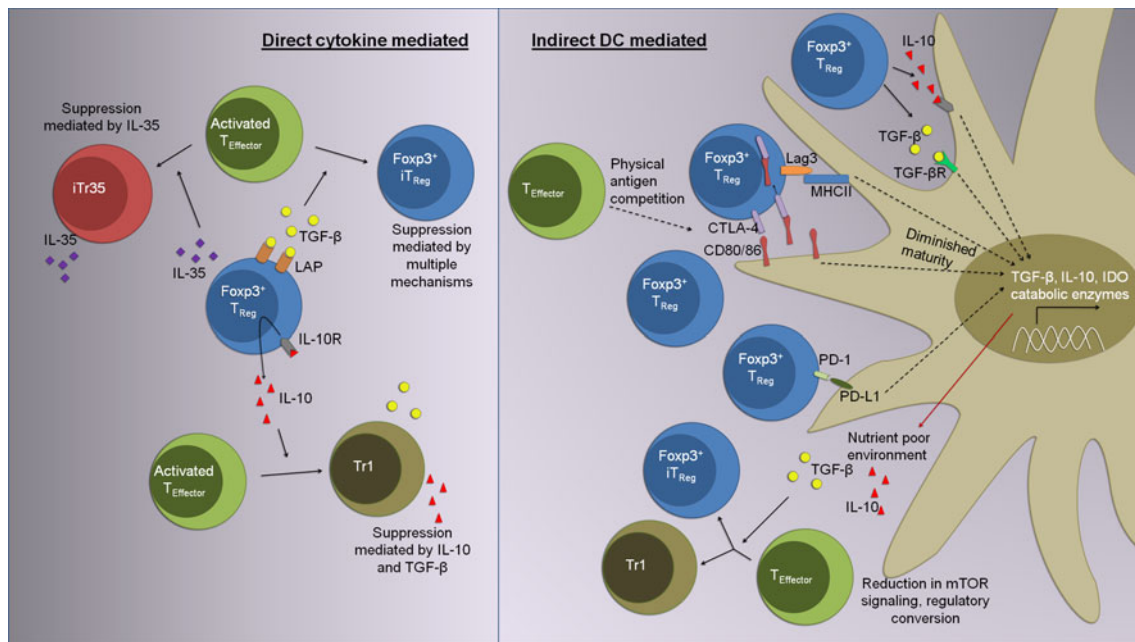 Direct cytokine mediated
Suppression
mediated by IL-35
Activated
TEffector
iTr35
Foxp3+
iTReg
IL-35
IL-35
TGF-β
LAP
Suppression
mediated by
multiple
mechanisms
Foxp3+
TReg
IL-10R
IL-10
Activated
TEffector
Tr1
Suppression
mediated by IL-10
and TGF-β
Indirect DC mediated
Foxp3+
TReg
IL-10
TGF-β
TGF-βR
Foxp3+
TReg
Lag3
MHCII
TEffector
Physical
antigen
competition
CTLA-4
CD80/86
Diminished
maturity
TGF-β, IL-10, IDO
catabolic enzymes
Foxp3+
TReg
Foxp3+
TReg
PD-1
PD-L1
Nutrient poor
environment
Foxp3+
iTReg
TGF-β
IL-10
Tr1
TEffector
Reduction in mTOR
signaling, regulatory
conversion